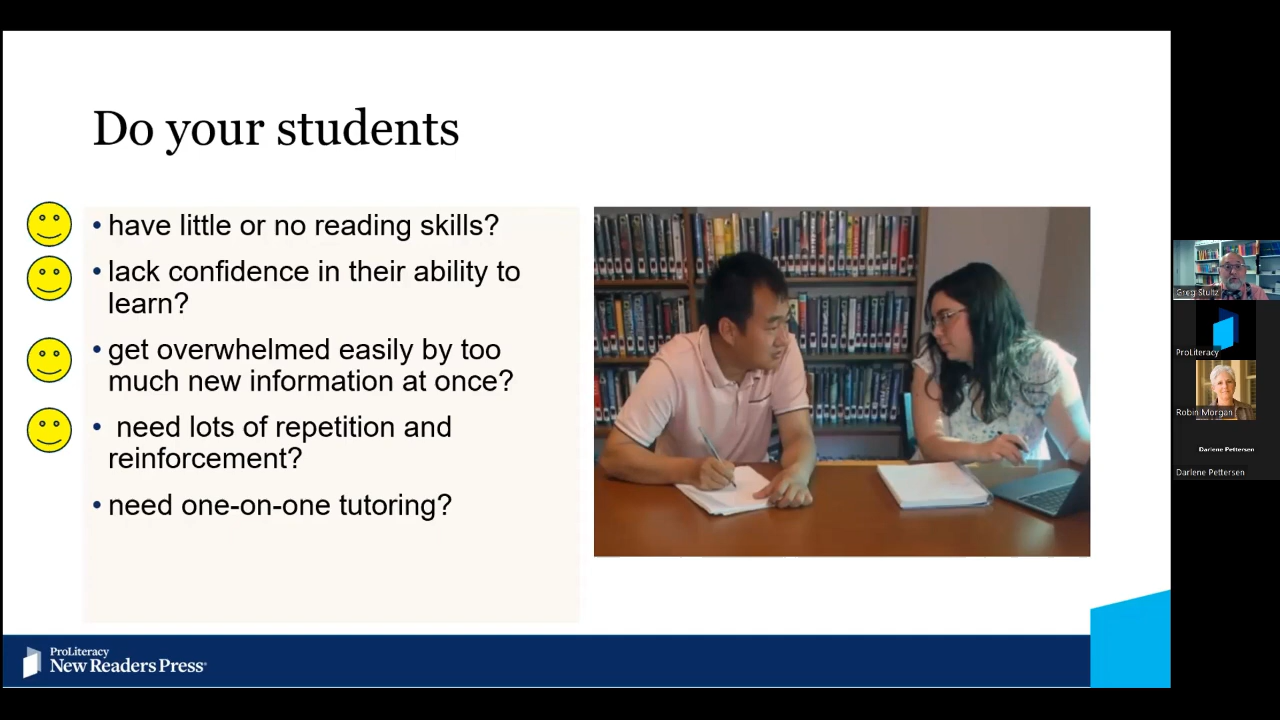 Do your students
• have little or no reading skills?
• lack confidence in their ability to
learn?
• get overwhelmed easily by too
much new information at once?
• need lots of repetition and
reinforcement?
• need one-on-one tutoring?
ProLiteracy
New Readers Press
Greg Stultz
ProLiteracy
Robin Morgan
Darlene Pettersen
Darlene Pettersen